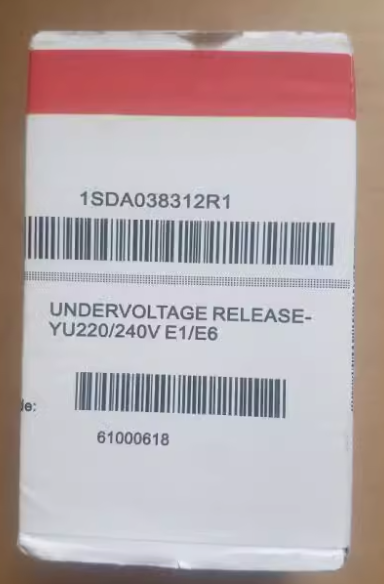 1SDA038312R1
UNDERVOLTAGE RELEASE-
YU220/240V E1/E6
61000618